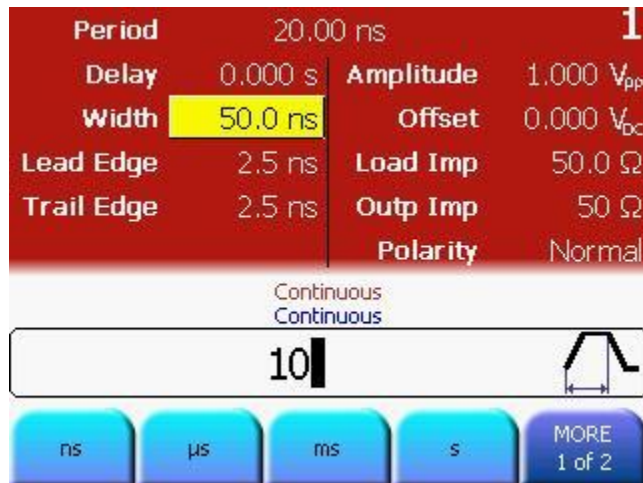 Period 20.00 ns 1
Delay 0.000 s Amplitude 1.000 Vpp
Width 50.0 ns Offset 0.000 VDC
Lead Edge 2.5 ns Load Imp 50.0 Ω
Trail Edge 2.5 ns Outp Imp 50 Ω
Polarity Normal
Continuous
Continuous
10
ns µs ms s MORE
1 of 2